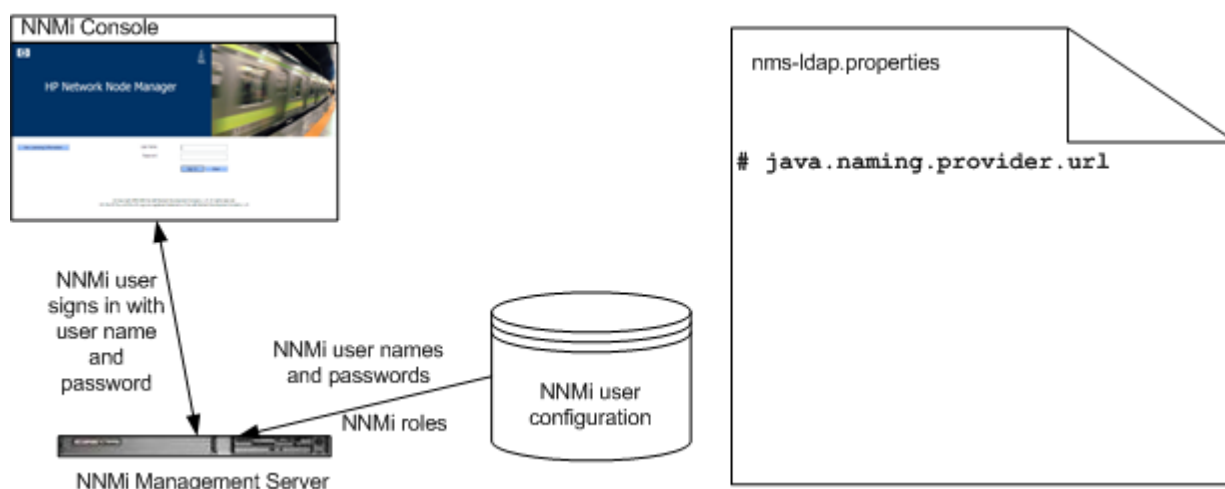 NNMi Console
HP Network Node Manager
NNMi user
signs in with
user name
and
password
NNMi user names
and passwords
NNMi roles
NNMi user
configuration
NNMi Management Server
nms-ldap.properties
# java.naming.provider.url